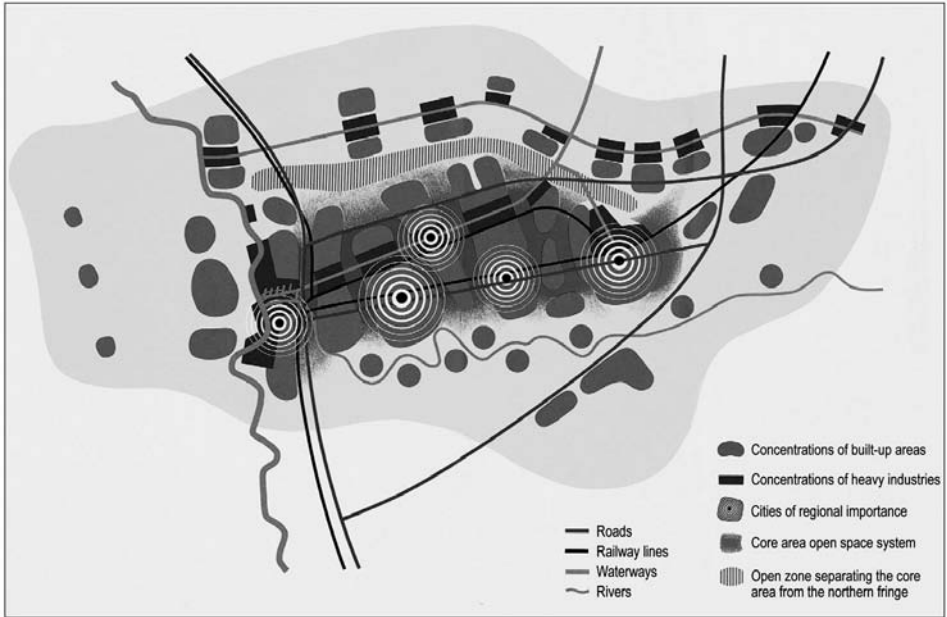 Concentrations of built-up areas
Concentrations of heavy industries
Cities of regional importance
Core area open space system
Open zone separating the core
area from the northern fringe
Roads
Railway lines
Waterways
Rivers